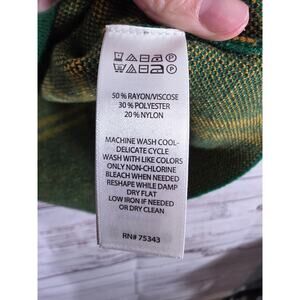 50% RAYON/VISCOSE
30% POLYESTER
20% NYLON
MACHINE WASH COOL-
DELICATE CYCLE
WASH WITH LIKE COLORS
ONLY NON-CHLORINE
BLEACH WHEN NEEDED
RESHAPE WHILE DAMP
DRY FLAT
LOW IRON IF NEEDED
OR DRY CLEAN
RN# 75343